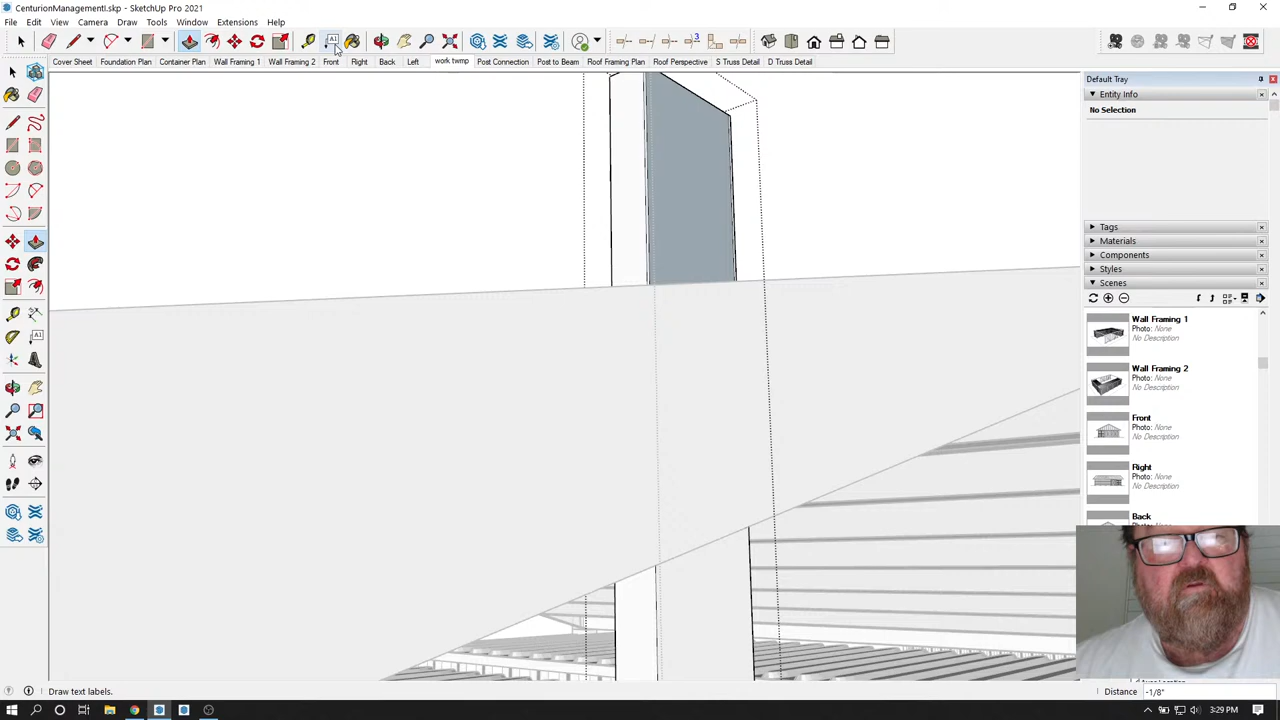 CenturionManagementI.skp - SketchUp Pro 2021
File Edit View Camera Draw Tools Window Extensions Help
Cover Sheet Foundation Plan Container Plan Wall Framing 1 Wall Framing 2 Front Right Back Left work twmp Post Connection Post to Beam Roof Framing Plan Roof Perspective S Truss Detail D Truss Detail
Default Tray
Entity Info
No Selection
Tags
Materials
Components
Styles
Scenes
Wall Framing 1
Photo: None
No Description
Wall Framing 2
Photo: None
No Description
Front
Photo: None
No Description
Right
Photo: None
No Description
Back
Draw text labels.
Distance -1/8"
3:29 PM